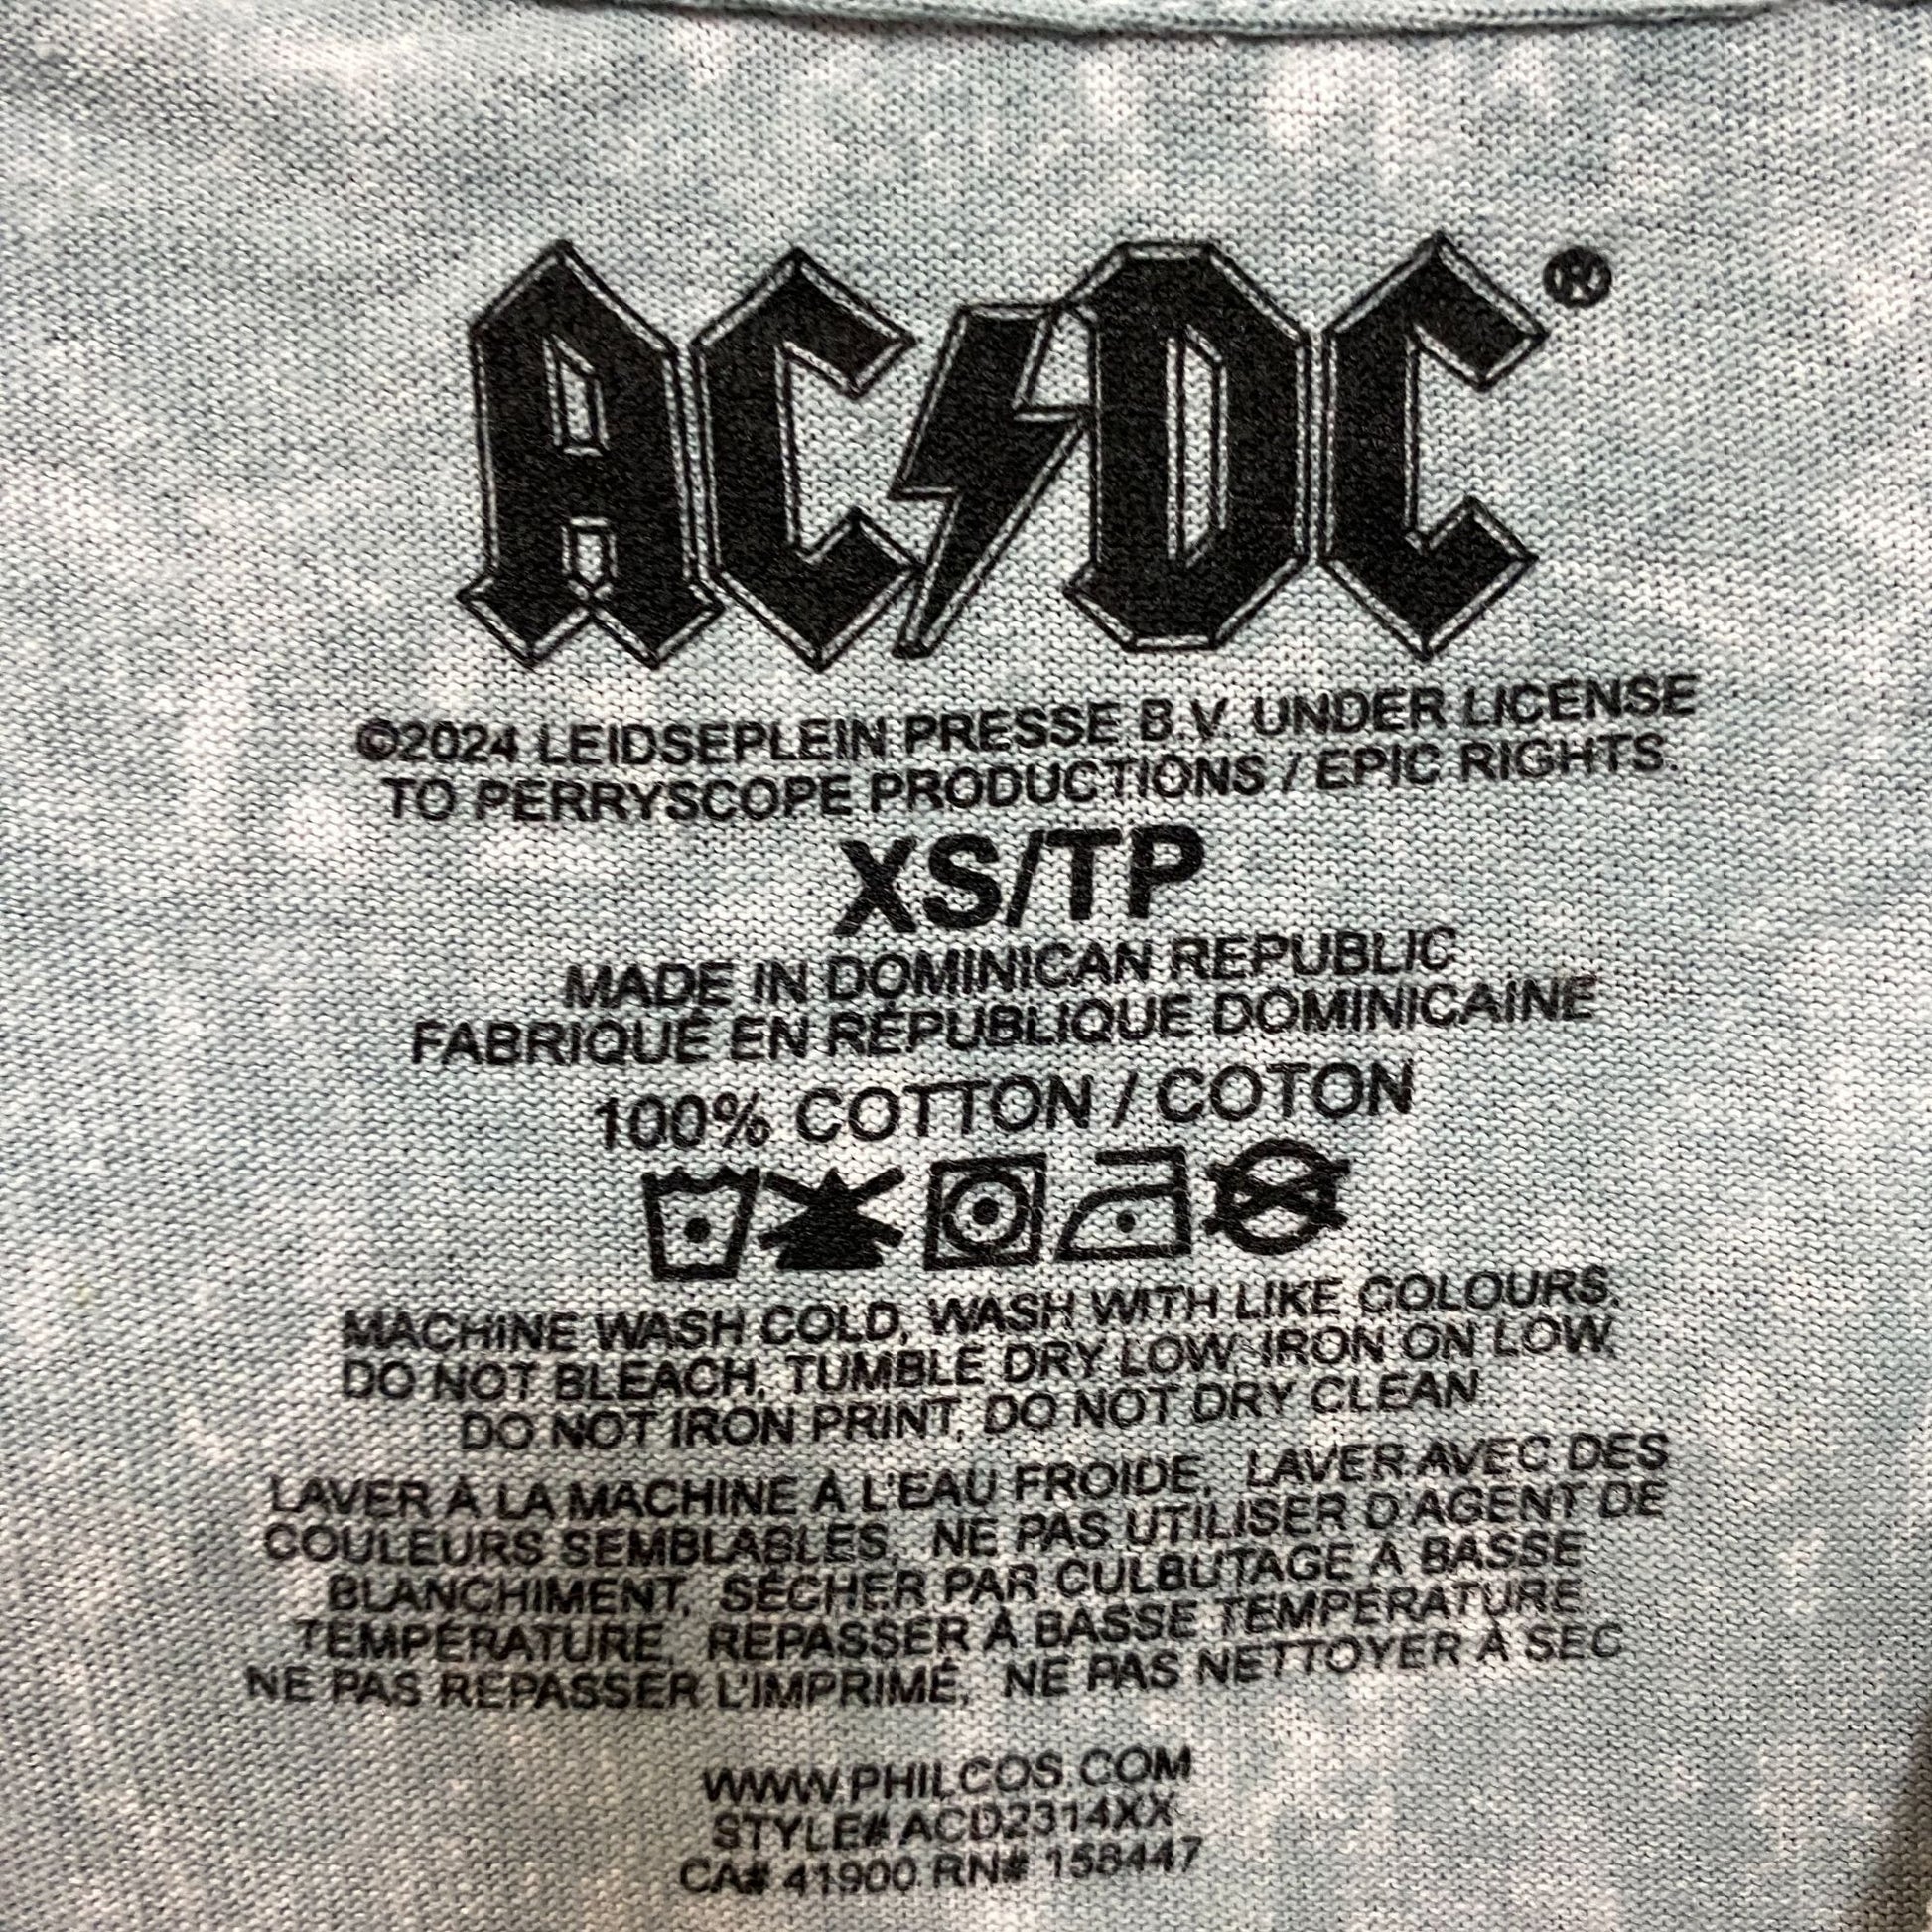 AC/DC®
©2024 LEIDSEPLEIN PRESSE B.V. UNDER LICENSE
TO PERRYSCOPE PRODUCTIONS / EPIC RIGHTS.
XS/TP
MADE IN DOMINICAN REPUBLIC
FABRIQUÉ EN RÉPUBLIQUE DOMINICAINE
100% COTTON / COTON
MACHINE WASH COLD, WASH WITH LIKE COLOURS.
DO NOT BLEACH, TUMBLE DRY LOW, IRON ON LOW,
DO NOT IRON PRINT, DO NOT DRY CLEAN
LAVER À LA MACHINE À L'EAU FROIDE, LAVER AVEC DES
COULEURS SEMBLABLES, NE PAS UTILISER D'AGENT DE
BLANCHIMENT, SÉCHER PAR CULBUTAGE À BASSE
TEMPÉRATURE, REPASSER À BASSE TEMPÉRATURE
NE PAS REPASSER L'IMPRIMÉ, NE PAS NETTOYER À SEC
WWW.PHILCOS.COM
STYLE# ACD2314XX
CA# 41900 RN# 158447